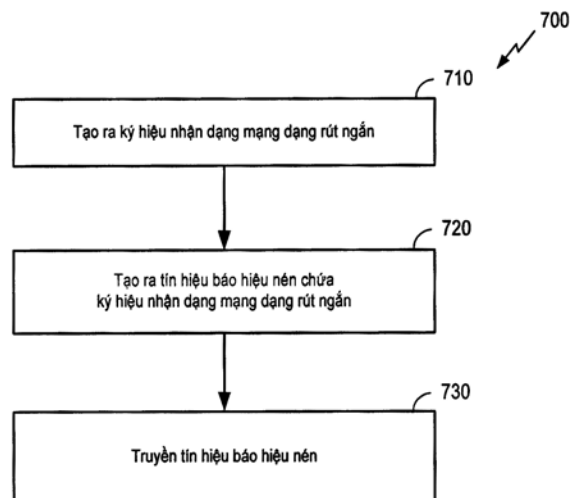 700
710
Tạo ra ký hiệu nhận dạng mạng dạng rút ngắn
720
Tạo ra tín hiệu báo hiệu nén chứa
ký hiệu nhận dạng mạng dạng rút ngắn
730
Truyền tín hiệu báo hiệu nén